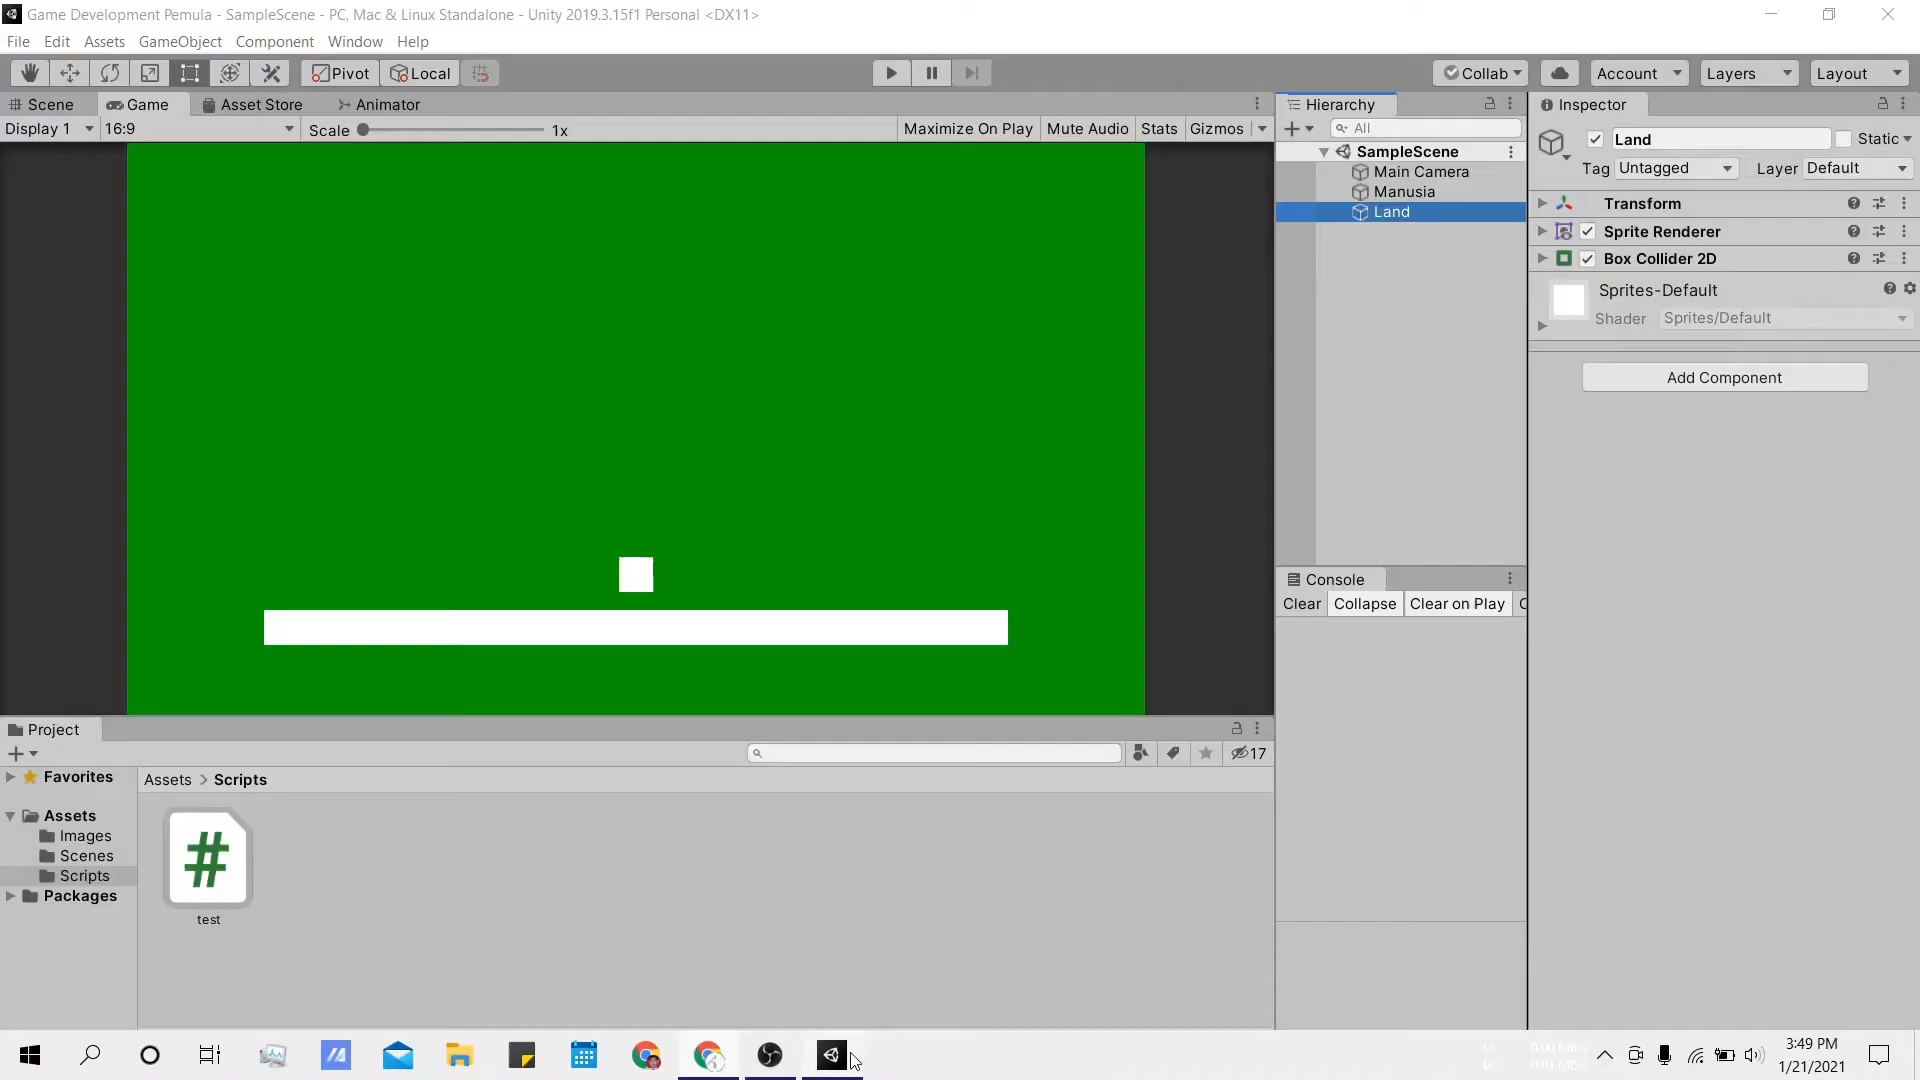 Game Development Pemula - SampleScene - PC, Mac & Linux Standalone - Unity 2019.3.15f1 Personal <DX11>
File Edit Assets GameObject Component Window Help
Pivot Local Collab Account Layers Layout
Scene Game Asset Store Animator
Display 1 16:9 Scale 1x Maximize On Play Mute Audio Stats Gizmos
Hierarchy
All
SampleScene
Main Camera
Manusia
Land
Inspector
Land Static
Tag Untagged Layer Default
Transform
Sprite Renderer
Box Collider 2D
Sprites-Default
Shader Sprites/Default
Add Component
Console
Clear Collapse Clear on Play
Project
17
Favorites
Assets
Images
Scenes
Scripts
Packages
Assets > Scripts
#
test
3:49 PM
1/21/2021